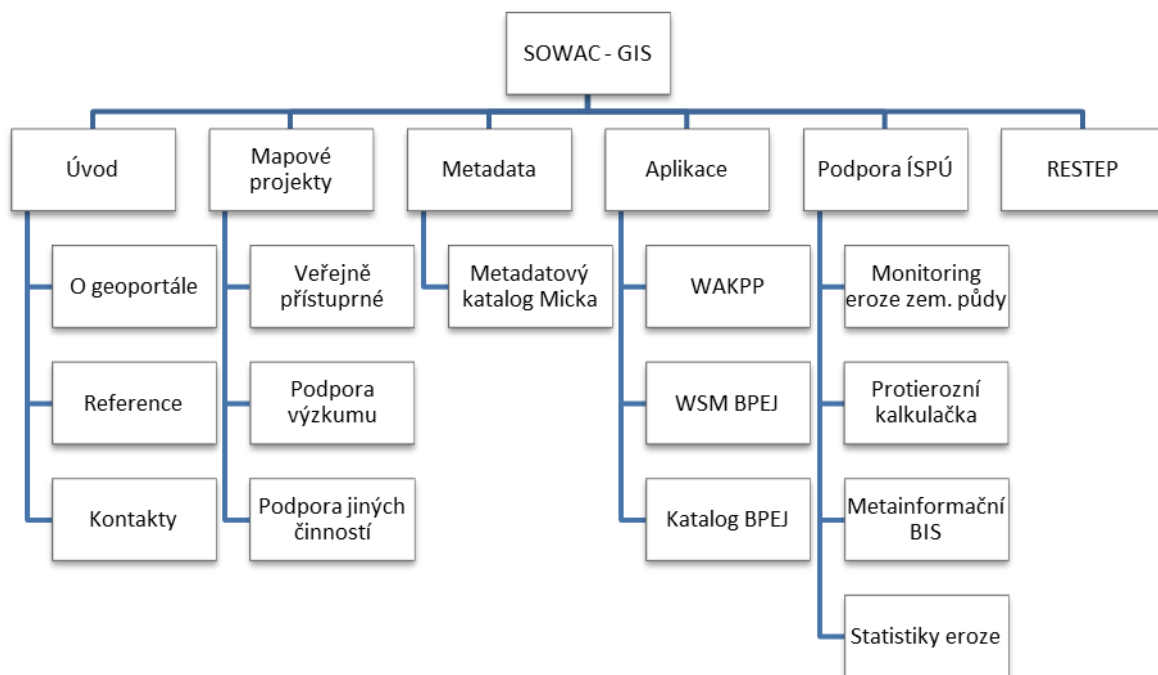 SOWAC - GIS
Úvod
Mapové
projekty
Metadata
Aplikace
Podpora ÍSPÚ
RESTEP
O geoportále
Reference
Kontakty
Veřejně
přístuprné
Podpora
výzkumu
Podpora jiných
činností
Metadatový
katalog Micka
WAKPP
WSM BPEJ
Katalog BPEJ
Monitoring
eroze zem. půdy
Protierozní
kalkulačka
Metainformační
BIS
Statistiky eroze